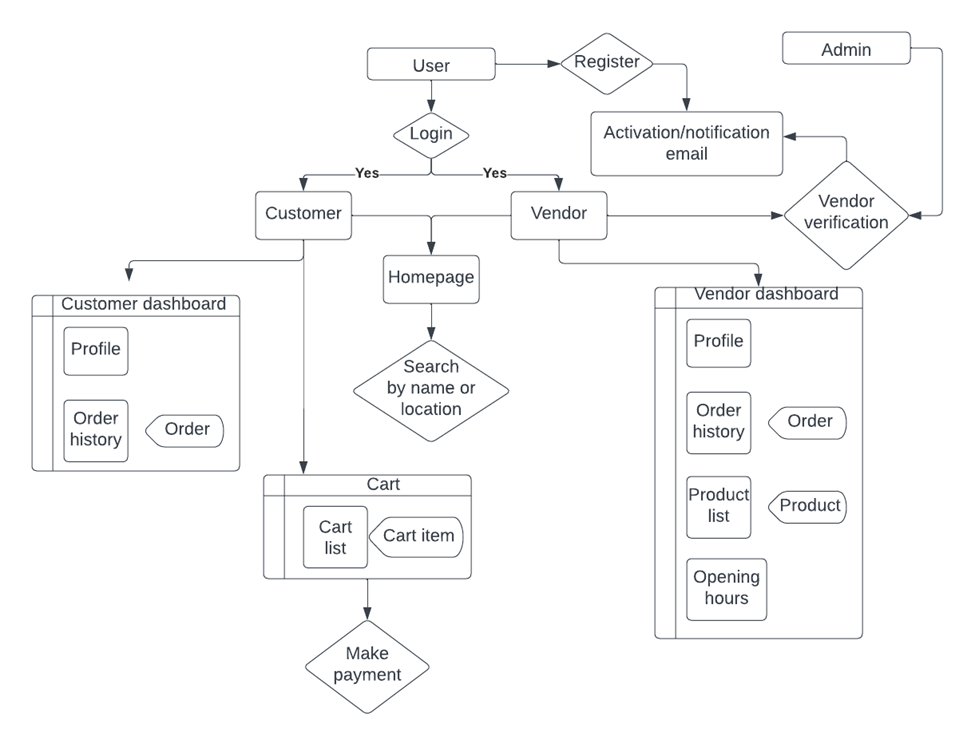 User
Register
Admin
Login
Activation/notification
email
Yes
Yes
Customer
Vendor
Vendor
verification
Homepage
Customer dashboard
Profile
Order
history
Order
Search
by name or
location
Vendor dashboard
Profile
Order
history
Order
Product
list
Product
Opening
hours
Cart
Cart
list
Cart item
Make
payment